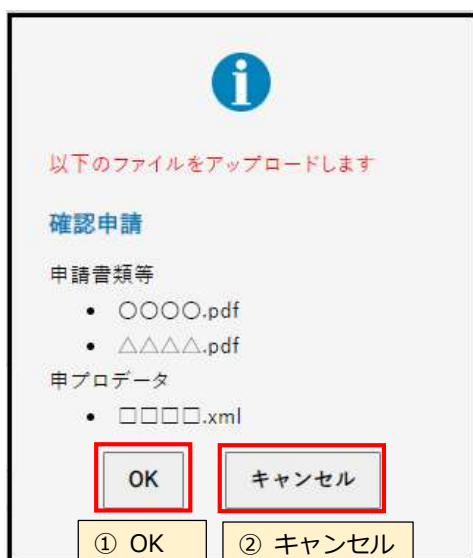 以下のファイルをアップロードします
確認申請
申請書類等
• 〇〇〇〇.pdf
• △△△△.pdf
申プロデータ
• □□□□.xml
OK キャンセル
① OK ② キャンセル